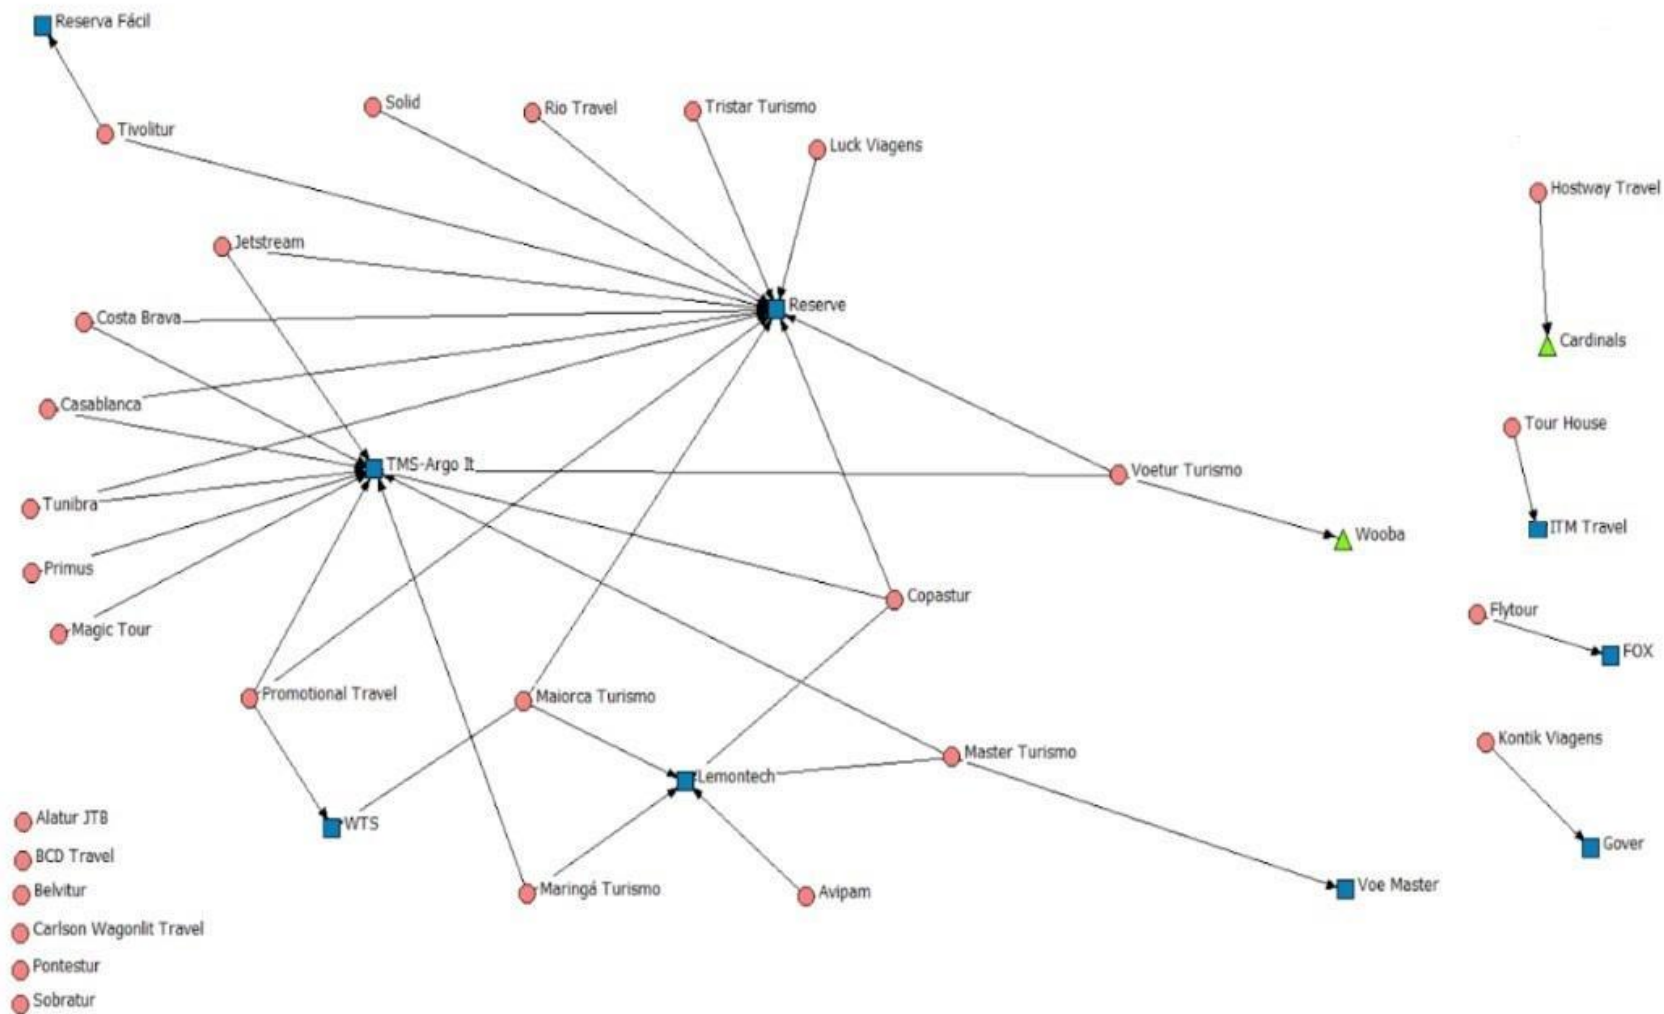 Reserva Fácil
Solid
Rio Travel
Tristar Turismo
Tivolitur
Luck Viagens
Hostway Travel
Jetstream
Reserve
Costa Brava
Cardinals
Casablanca
Tour House
TMS-Argo It
Voetur Turismo
Tunibra
ITM Travel
Wooba
Primus
Copastur
Flytour
Magic Tour
FOX
Promotional Travel
Maiorca Turismo
Kontik Viagens
Master Turismo
Lemontech
Alatur JTB
WTS
Gover
BCD Travel
Belvitur
Maringá Turismo
Avipam
Voe Master
Carlson Wagonlit Travel
Pontestur
Sobratur